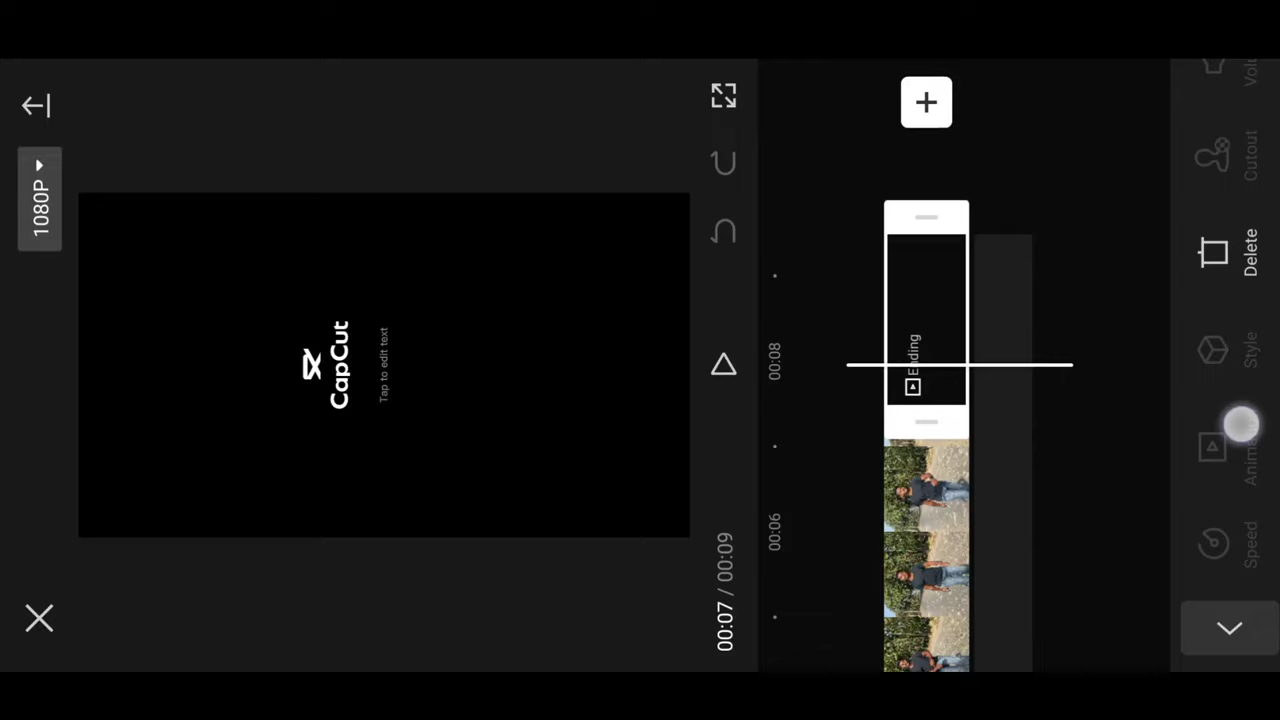 1080P
CapCut
Tap to edit text
00:07 / 00:09
00:06
00:08
Ending
Speed
Style
Delete
Cutout